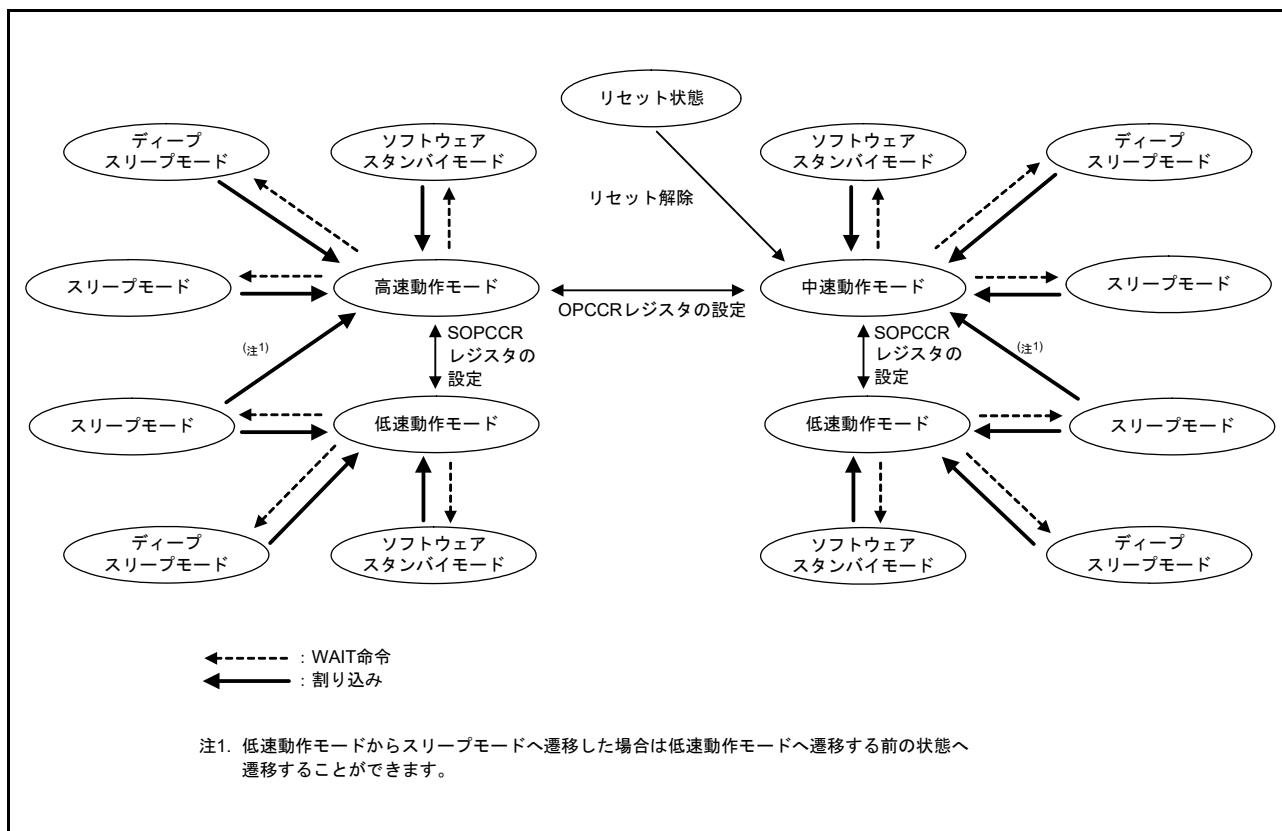 リセット状態
ディープ
スリープモード
ソフトウェア
スタンバイモード
ソフトウェア
スタンバイモード
ディープ
スリープモード
リセット解除
スリープモード
高速動作モード
中速動作モード
スリープモード
OPCCRレジスタの設定
SOPCCR
レジスタの
設定
SOPCCR
レジスタの
設定
(注1)
(注1)
スリープモード
低速動作モード
低速動作モード
スリープモード
ディープ
スリープモード
ソフトウェア
スタンバイモード
ソフトウェア
スタンバイモード
ディープ
スリープモード
：WAIT命令
：割り込み
注1. 低速動作モードからスリープモードへ遷移した場合は低速動作モードへ遷移する前の状態へ
遷移することができます。